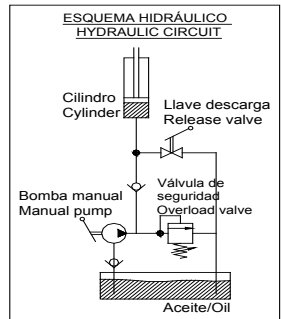 ESQUEMA HIDRÁULICO
HYDRAULIC CIRCUIT
Cilindro
Cylinder
Llave descarga
Release valve
Bomba manual
Manual pump
Válvula de
seguridad
Overload valve
Aceite/Oil